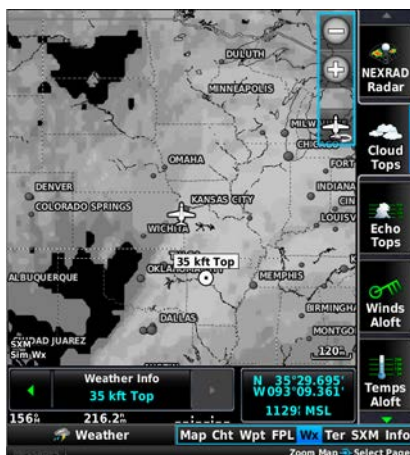 DULUTH
NEXRAD
Radar
MINNEAPOLIS
MILW
CHICAGO
Cloud
Tops
OMAHA
FORT
DENVER
KANSAS CITY
INDIANA
COLORADO SPRINGS
CIN
LOUISV
Echo
Tops
WICHITA
35 kft Top
ALBUQUERQUE
OKLAHOMA
MEMPHIS
Winds
Aloft
BIRMINGHA
DALLAS
MONTGO
JUAREZ
SXM
Sim Wx
120
Temps
Aloft
Weather Info
35 kft Top
N 35°29.695'
W093°09.361'
1129' MSL
156
216.2
Weather
Map Cht Wpt FPL Wx Ter SXM Info
Zoom Map Select Page